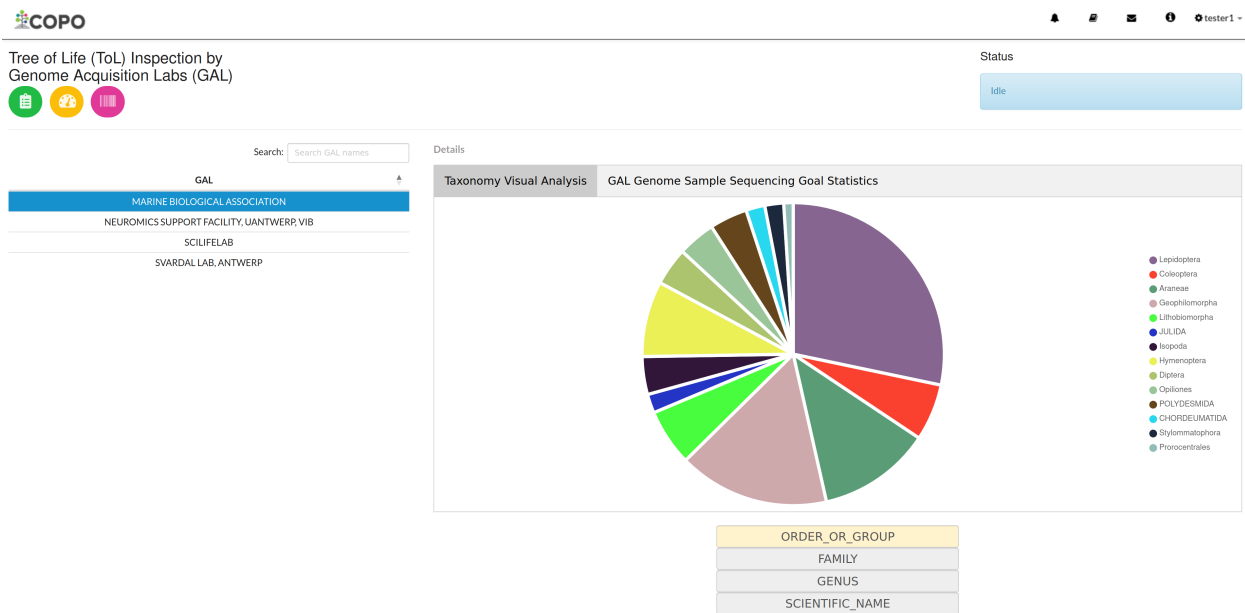 COPO
tester1
Tree of Life (ToL) Inspection by
Genome Acquisition Labs (GAL)
Status
Idle
Search: Search GAL names
GAL
MARINE BIOLOGICAL ASSOCIATION
NEUROMICS SUPPORT FACILITY, UANTWERP, VIB
SCILIFELAB
SVARDAL LAB, ANTWERP
Details
Taxonomy Visual Analysis
GAL Genome Sample Sequencing Goal Statistics
Lepidoptera
Coleoptera
Araneae
Geophilomorpha
Lithobiomorpha
JULIDA
Isopoda
Hymenoptera
Diptera
Opiliones
POLYDESMIDA
CHORDEUMATIDA
Stylommatophora
Prorocentrales
ORDER_OR_GROUP
FAMILY
GENUS
SCIENTIFIC_NAME